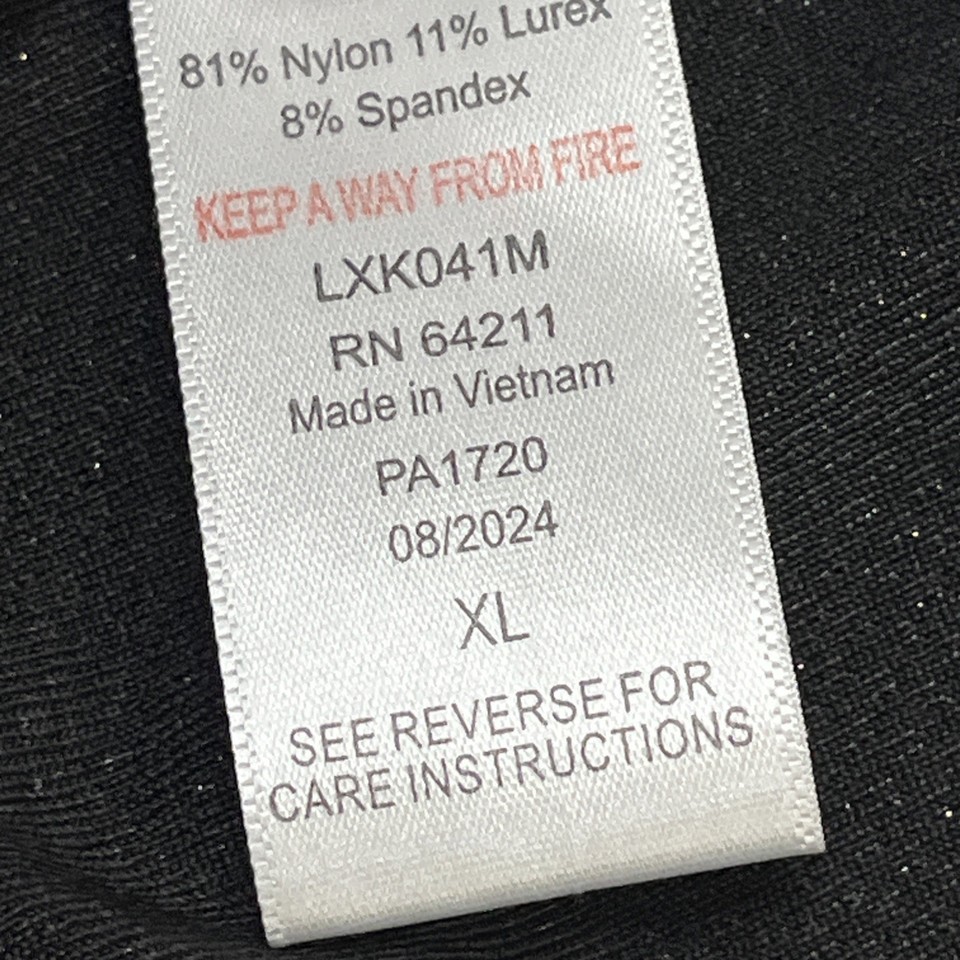 81% Nylon 11% Lurex
8% Spandex
KEEP A WAY FROM FIRE
LXK041M
RN 64211
Made in Vietnam
PA1720
08/2024
XL
SEE REVERSE FOR
CARE INSTRUCTIONS